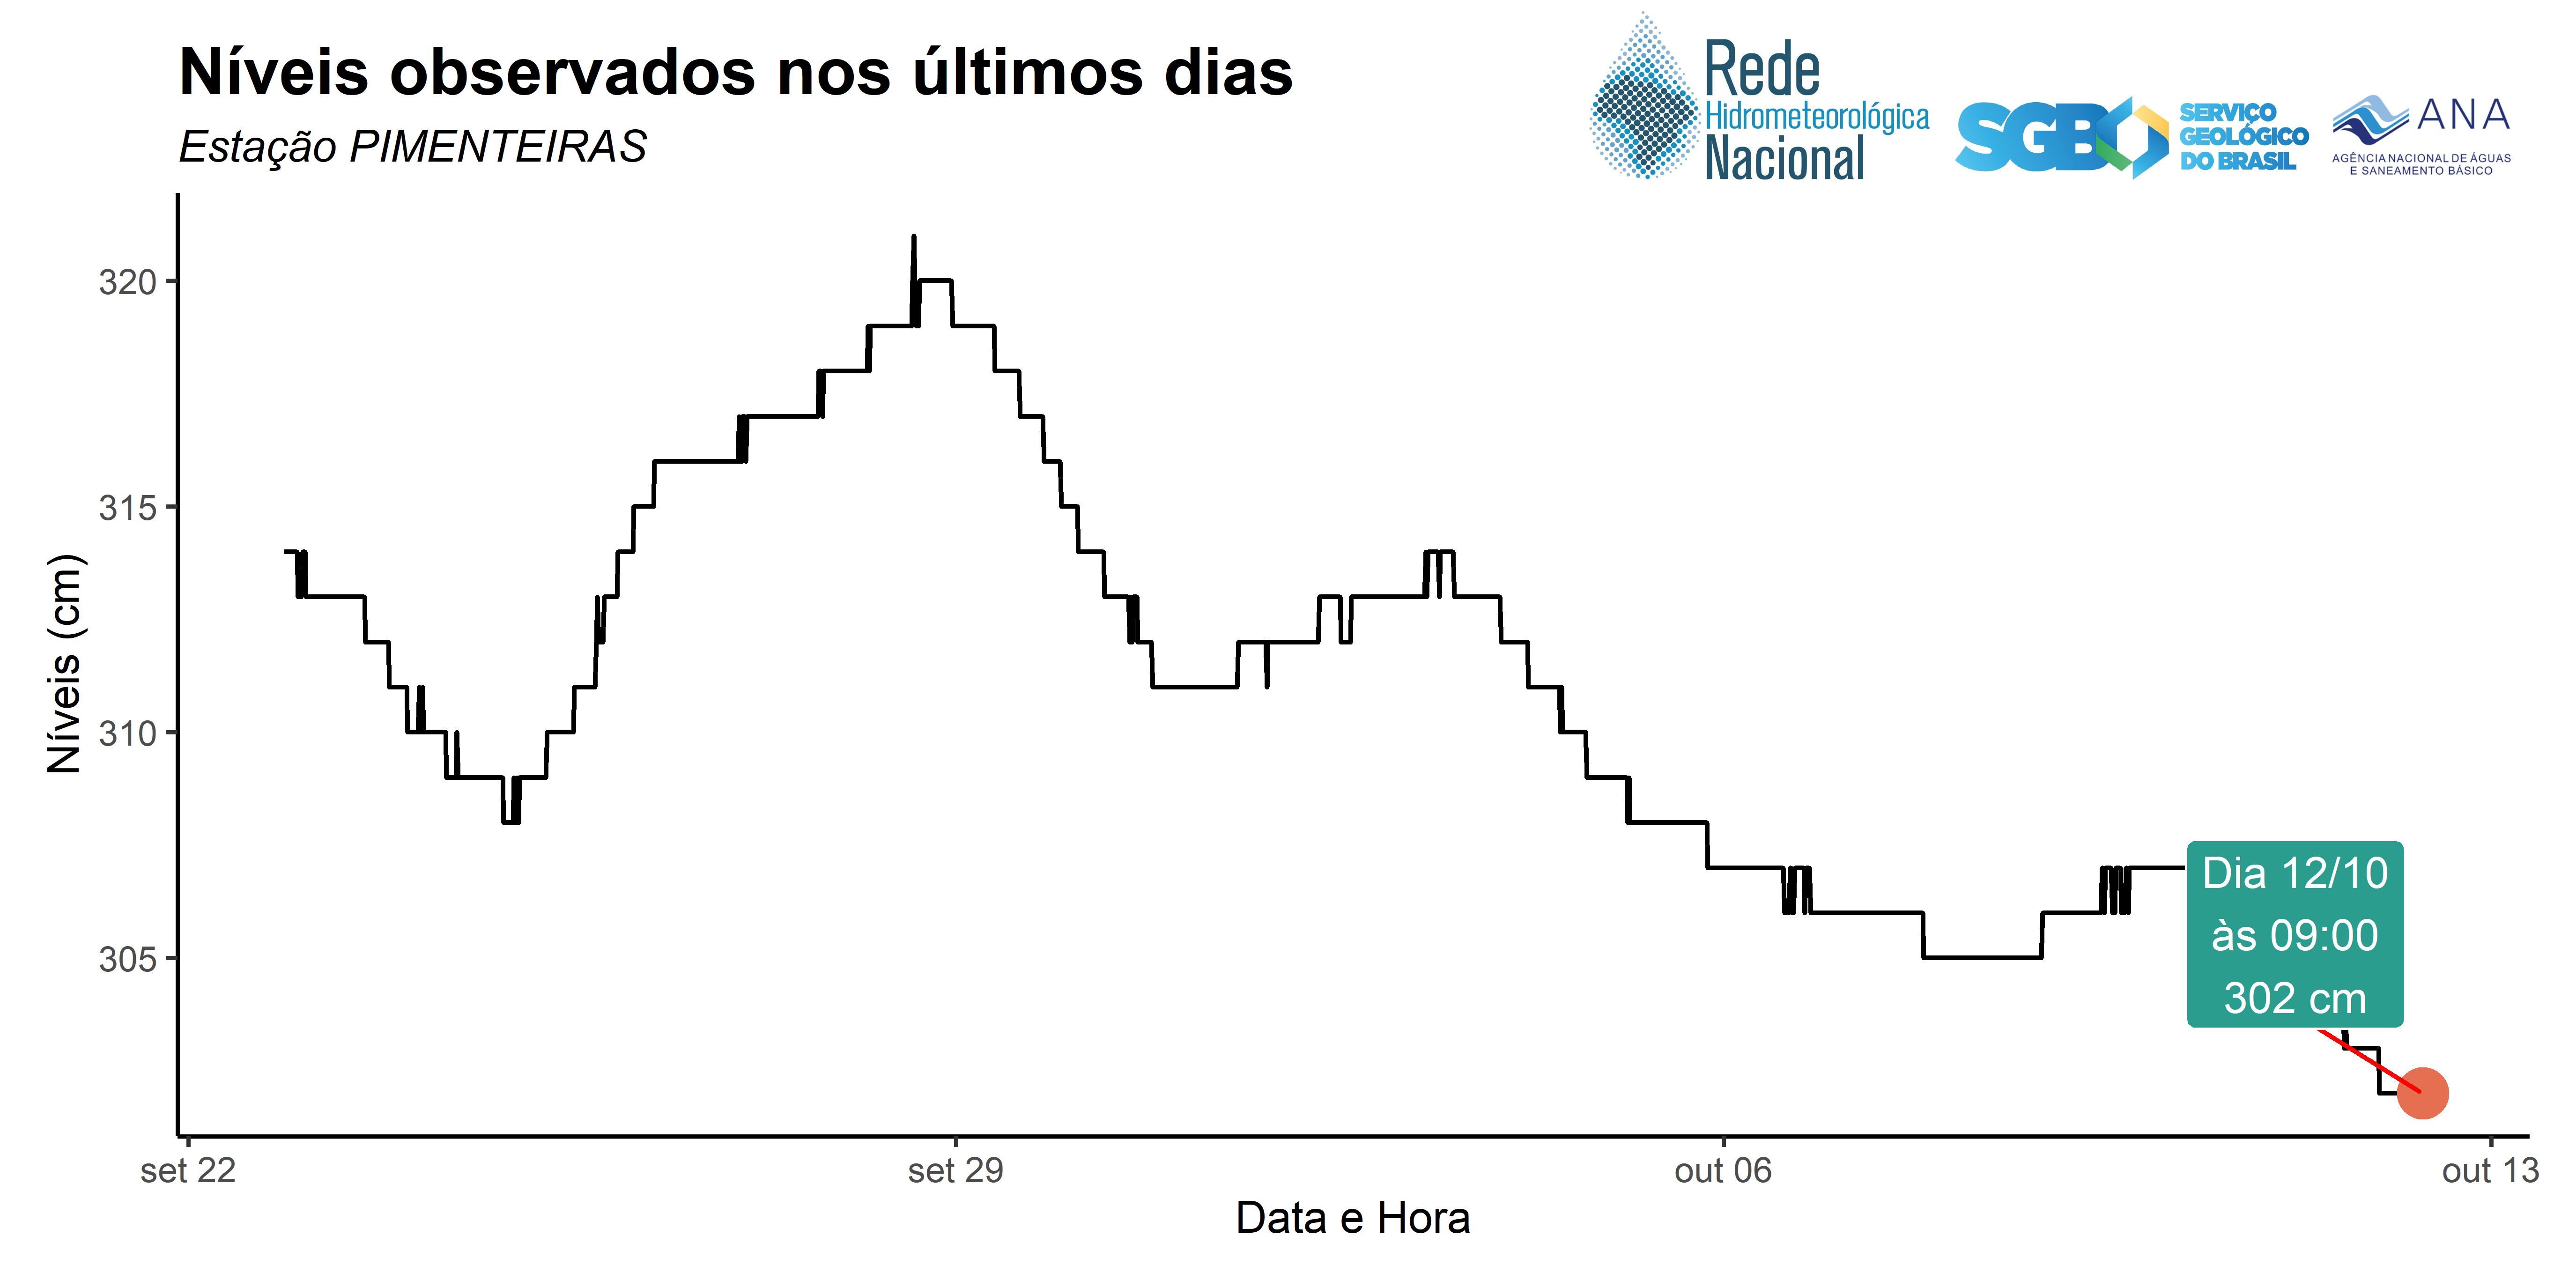 Níveis observados nos últimos dias
Estação PIMENTEIRAS
Rede
Hidrometeorológica
Nacional
SGB
SERVIÇO
GEOLÓGICO
DO BRASIL
ANA
AGÊNCIA NACIONAL DE ÁGUAS
E SANEAMENTO BÁSICO
Níveis (cm)
320
315
310
305
Dia 12/10
às 09:00
302 cm
set 22
set 29
out 06
out 13
Data e Hora